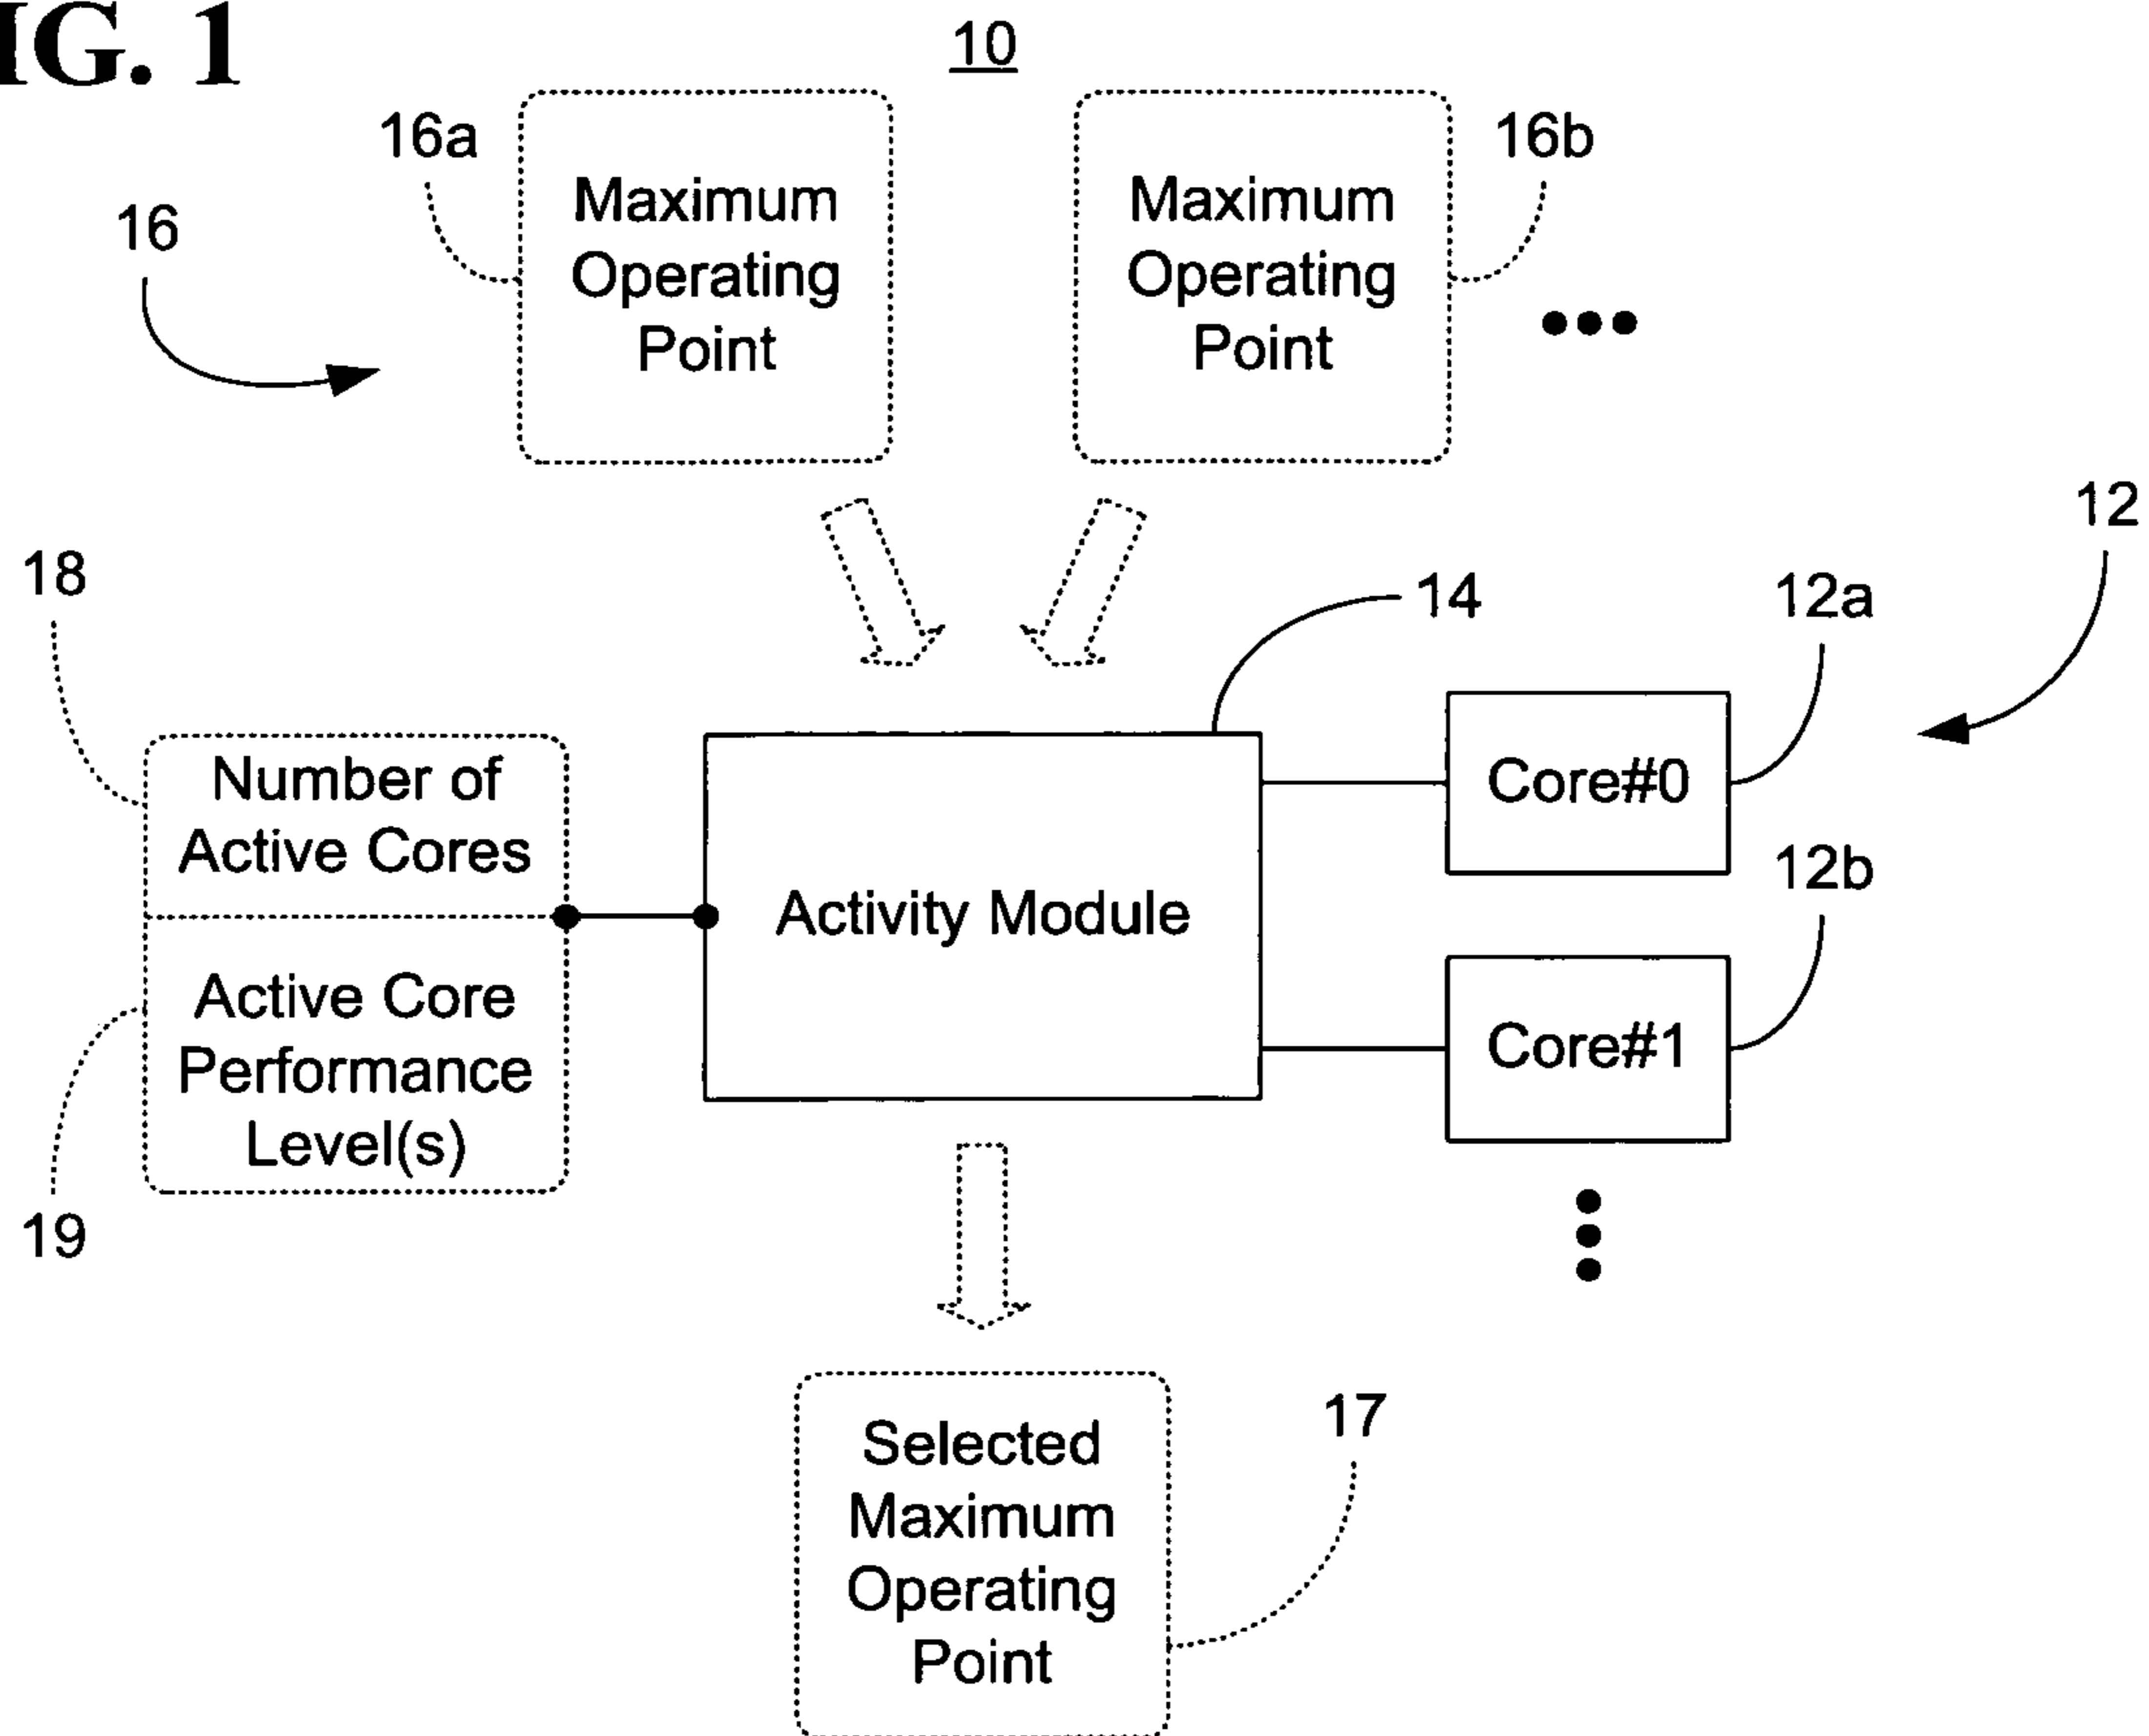 IG. 1
10
16a
16b
16
Maximum
Operating
Point
Maximum
Operating
Point
12
18
14
12a
Number of
Active Cores
Core#0
12b
Activity Module
Active Core
Performance
Level(s)
Core#1
19
17
Selected
Maximum
Operating
Point